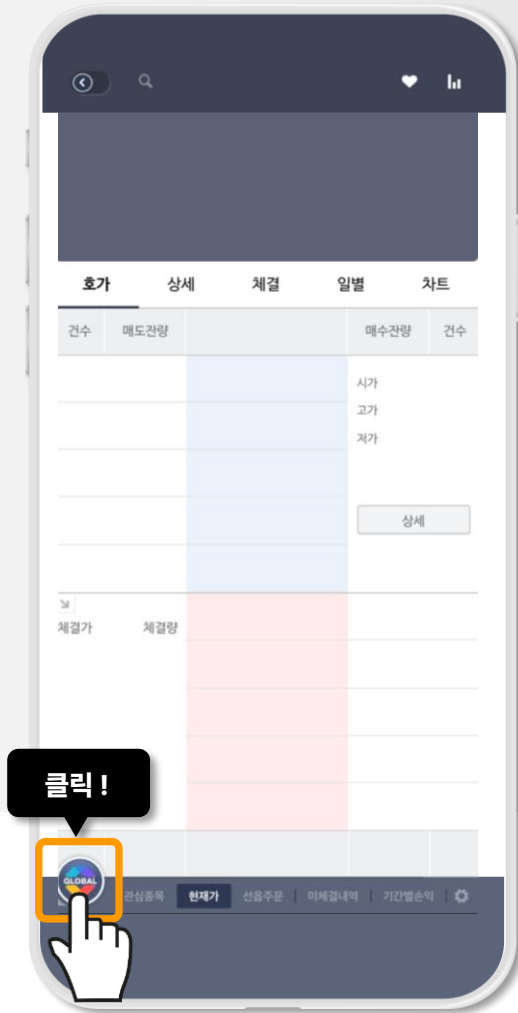 호가 상세 체결 일별 차트
건수 매도잔량 매수잔량 건수
시가
고가
저가
상세
체결가 체결량
클릭 !
GLOBAL
관심종목 현재가 선옵주문 미체결내역 기간별손익